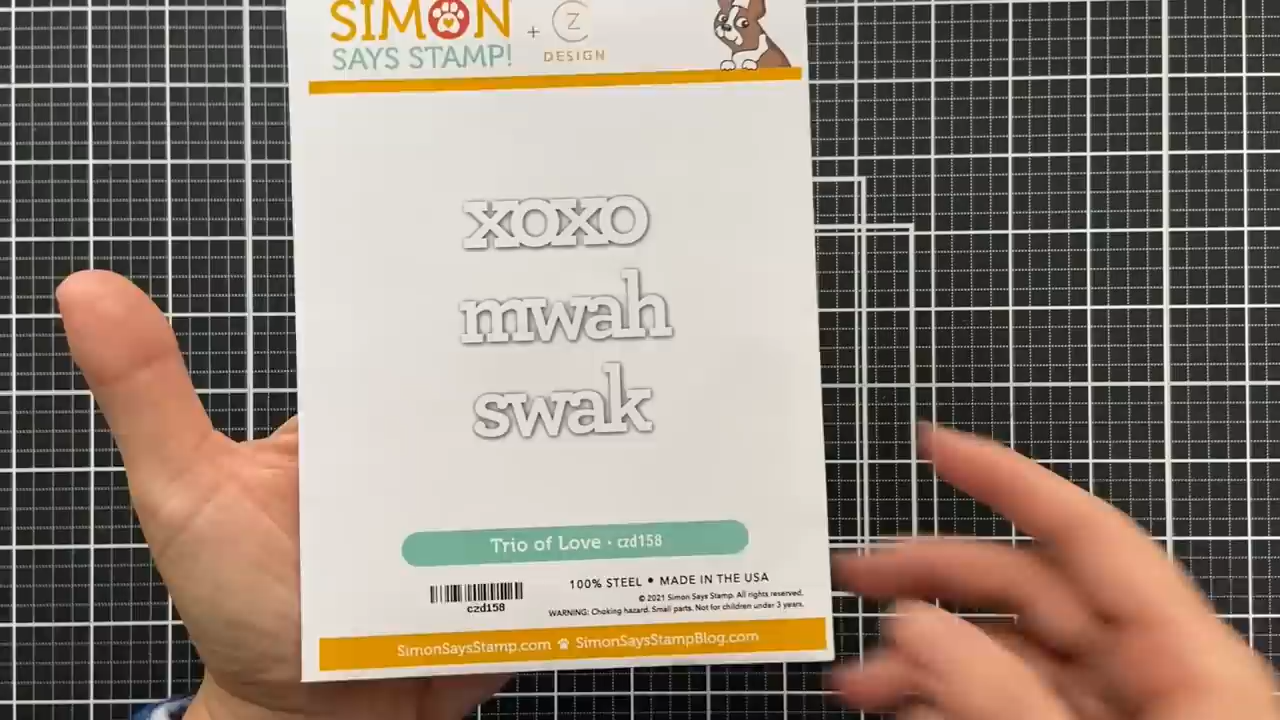 SIMON
SAYS STAMP!
+ CZ
DESIGN
xoxo
mwah
swak
Trio of Love • czd158
czd158
100% STEEL • MADE IN THE USA
© 2021 Simon Says Stamp. All rights reserved.
WARNING: Choking hazard. Small parts. Not for children under 3 years.
SimonSaysStamp.com SimonSaysStampBlog.com